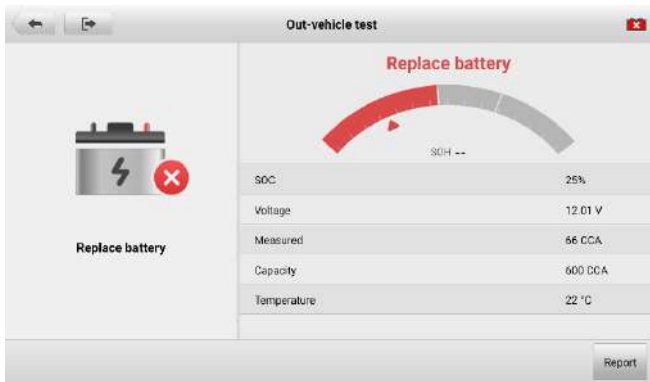 Out-vehicle test
Replace battery
SOH --
SOC 25%
Voltage 12.01 V
Measured 66 CCA
Capacity 600 CCA
Temperature 22 °C
Replace battery
Report